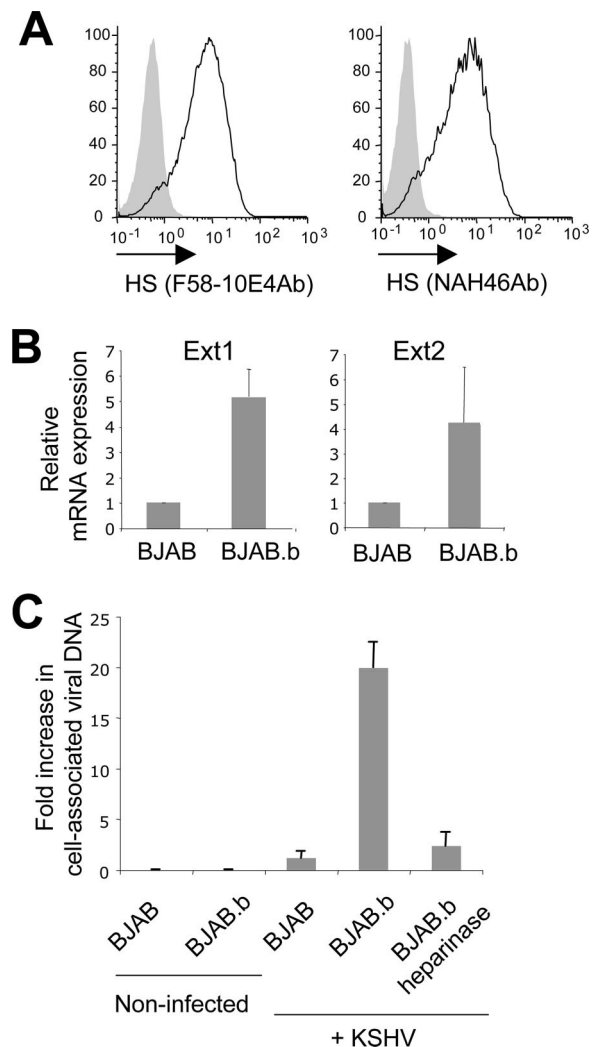 A
100
80
60
40
20
0
10-1 100 101 102 103
HS (F58-10E4Ab)
100
80
60
40
20
0
10-1 100 101 102 103
HS (NAH46Ab)
B
Relative
mRNA expression
Ext1
7
6
5
4
3
2
1
0
BJAB BJAB.b
Ext2
7
6
5
4
3
2
1
0
BJAB BJAB.b
C
Fold increase in
cell-associated viral DNA
25
20
15
10
5
0
BJAB
BJAB.b
BJAB
BJAB.b
BJAB.b
heparinase
Non-infected
+ KSHV